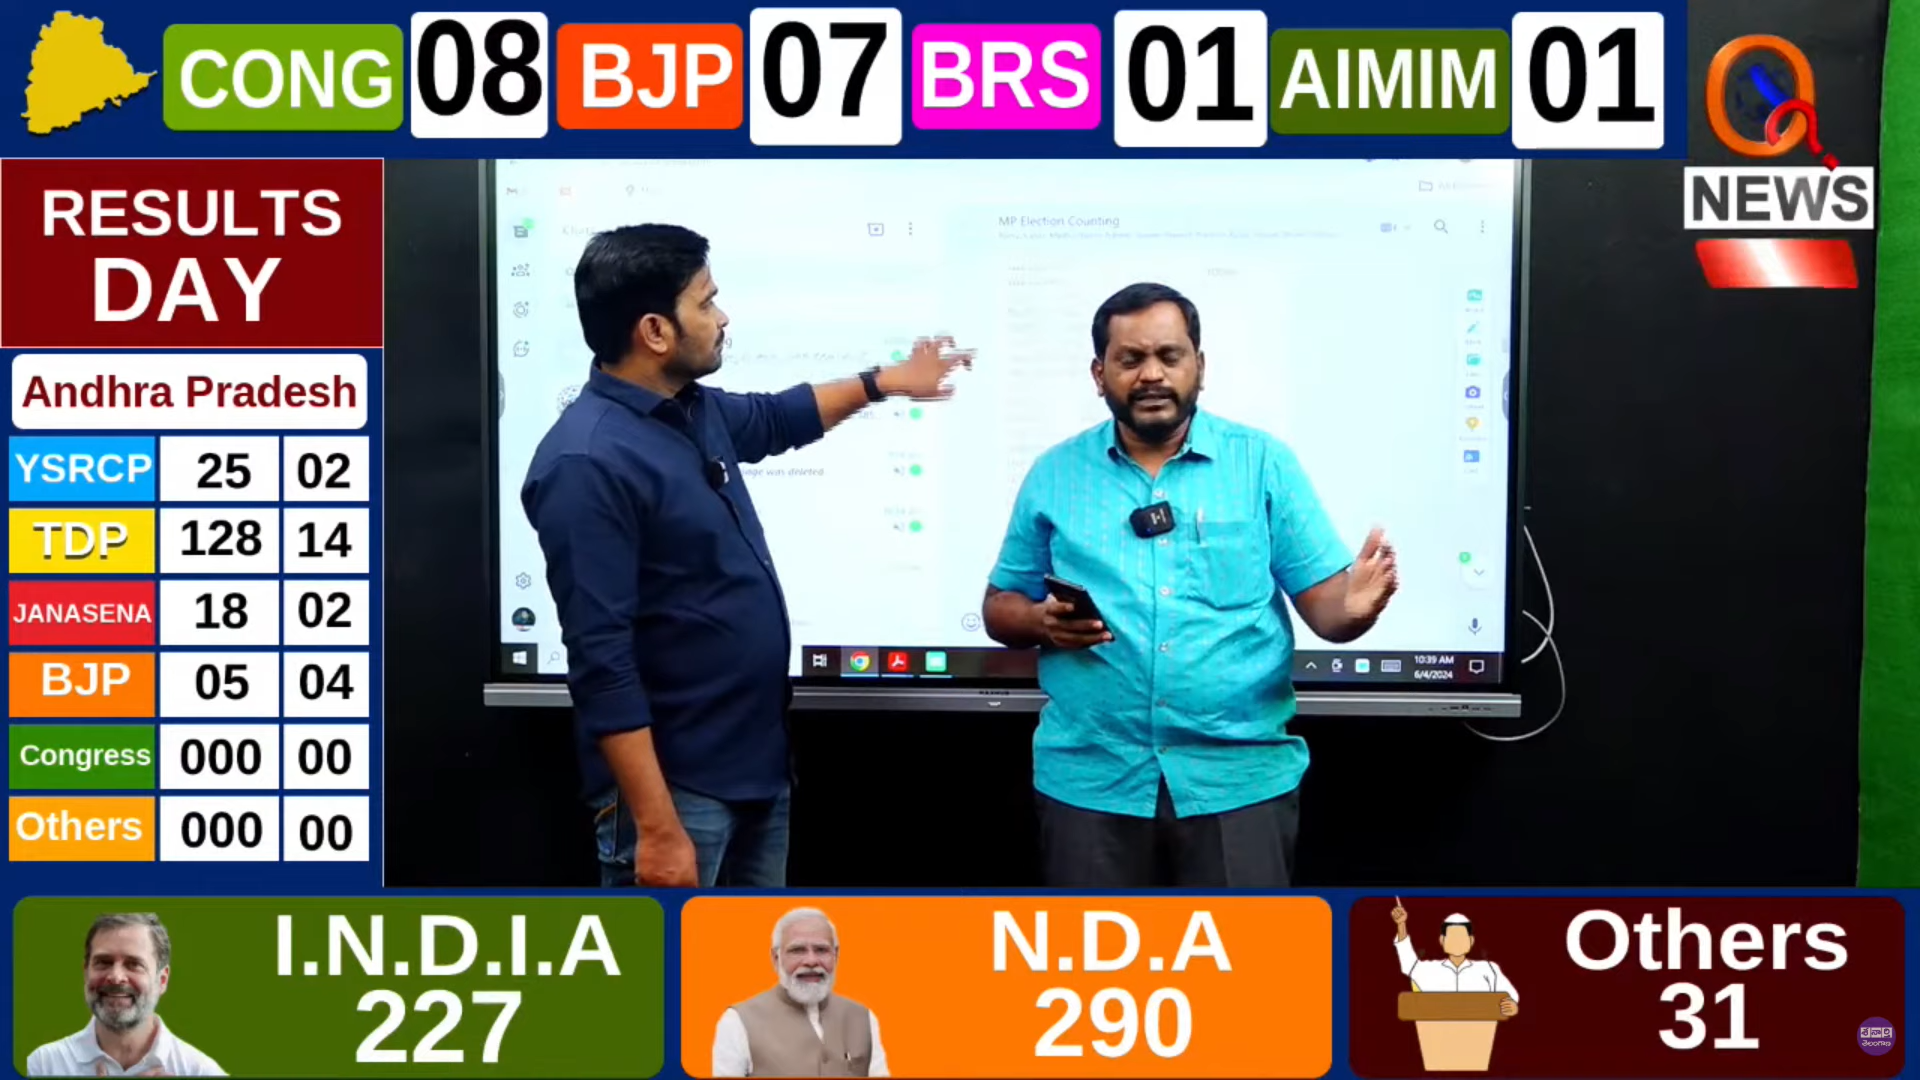 CONG 08 BJP 07 BRS 01 AIMIM 01
Q
NEWS
RESULTS
DAY
Andhra Pradesh
YSRCP 25 02
TDP 128 14
JANASENA 18 02
BJP 05 04
Congress 000 00
Others 000 00
MP Election Counting
was deleted
10:39 AM
6/4/2024
I.N.D.I.A
227
N.D.A
290
Others
31